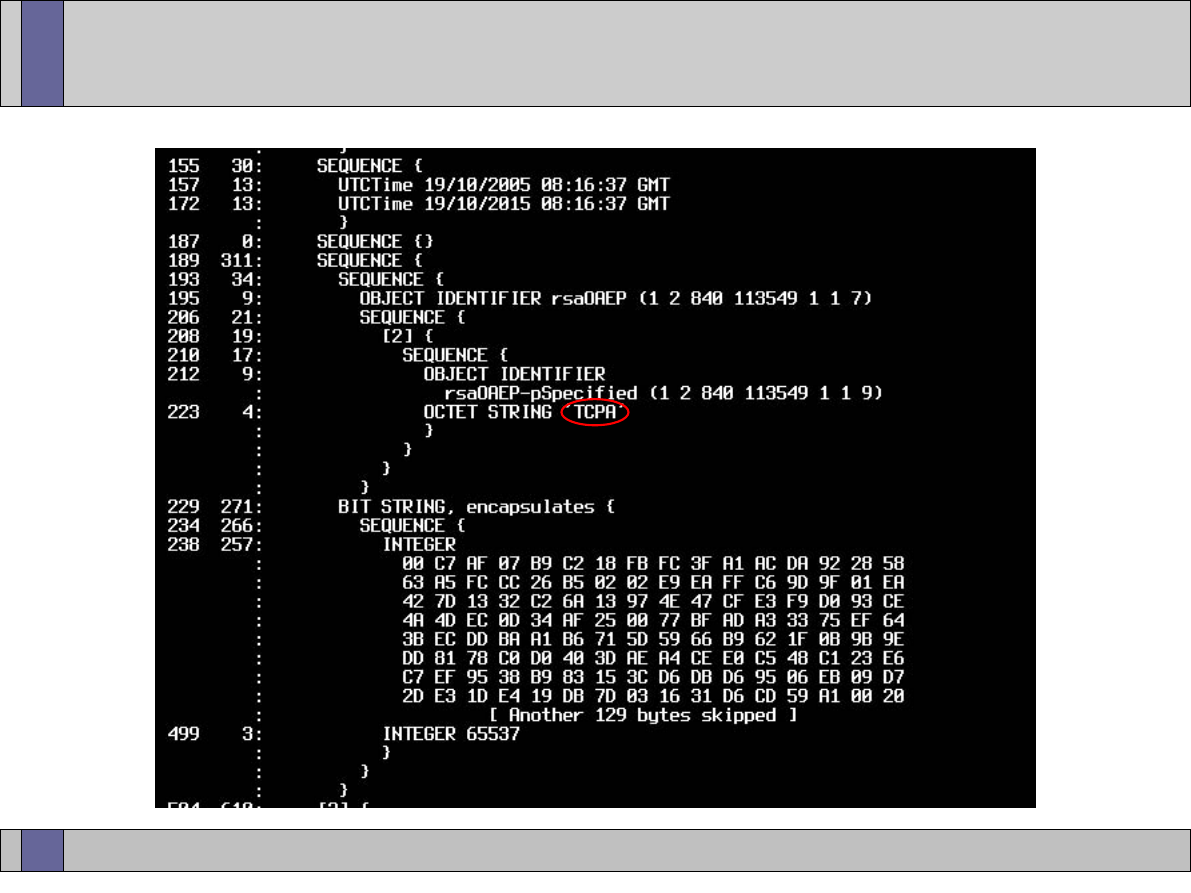 }
155 30: SEQUENCE {
157 13: UTCTime 19/10/2005 08:16:37 GMT
172 13: UTCTime 19/10/2015 08:16:37 GMT
: }
187 0: SEQUENCE {}
189 311: SEQUENCE {
193 34: SEQUENCE {
195 9: OBJECT IDENTIFIER rsaOAEP (1 2 840 113549 1 1 7)
206 21: SEQUENCE {
208 19: [2] {
210 17: SEQUENCE {
212 9: OBJECT IDENTIFIER
: rsaOAEP-pSpecified (1 2 840 113549 1 1 9)
223 4: OCTET STRING 'TCPA'
: }
: }
: }
: }
229 271: BIT STRING, encapsulates {
234 266: SEQUENCE {
238 257: INTEGER
: 00 C7 AF 07 B9 C2 18 FB FC 3F A1 AC DA 92 28 58
: 63 A5 FC CC 26 B5 02 02 E9 EA FF C6 9D 9F 01 EA
: 42 7D 13 32 C2 6A 13 97 4E 47 CF E3 F9 D0 93 CE
: 4A 4D EC 0D 34 AF 25 00 77 BF AD A3 33 75 EF 64
: 3B EC DD BA A1 B6 71 5D 59 66 B9 62 1F 0B 9B 9E
: DD 81 78 C0 D0 40 3D AE A4 CE E0 C5 48 C1 23 E6
: C7 EF 95 38 B9 83 15 3C D6 DB D6 95 06 EB 09 D7
: 2D E3 1D E4 19 DB 7D 03 16 31 D6 CD 59 A1 00 20
: [ Another 129 bytes skipped ]
499 3: INTEGER 65537
: }
: }
: }